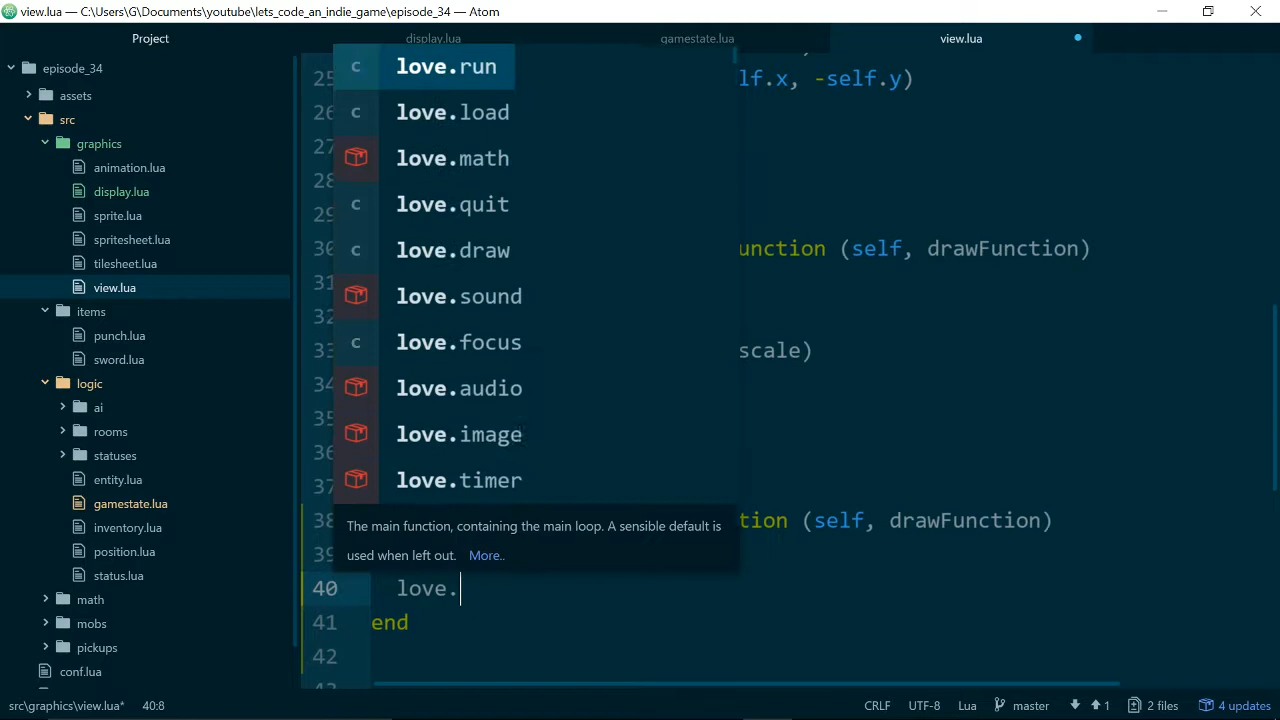 view.lua — C:\Users\G\Documents\youtube\lets_code_an_indie_game\episode_34 — Atom
Project
display.lua
gamestate.lua
view.lua
episode_34
assets
src
graphics
animation.lua
display.lua
sprite.lua
spritesheet.lua
tilesheet.lua
view.lua
items
punch.lua
sword.lua
logic
ai
rooms
statuses
entity.lua
gamestate.lua
inventory.lua
position.lua
status.lua
math
mobs
pickups
conf.lua
25 lf.x, -self.y)
26
27
28
29
30 unction (self, drawFunction)
31
32
33 scale)
34
35
36
37
38 tion (self, drawFunction)
39
40 love.
41 end
42
c love.run
c love.load
love.math
c love.quit
c love.draw
love.sound
c love.focus
love.audio
love.image
love.timer
The main function, containing the main loop. A sensible default is
used when left out. More..
src\graphics\view.lua* 40:8 CRLF UTF-8 Lua master 1 2 files 4 updates